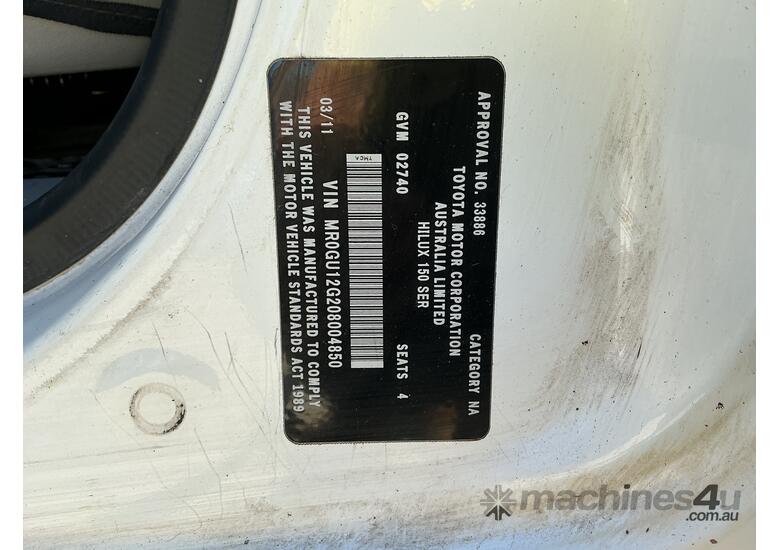 APPROVAL NO. 33886 CATEGORY NA
TOYOTA MOTOR CORPORATION
AUSTRALIA LIMITED
HILUX 150 SER
GVM 02740 SEATS 4
TMCA
VIN MR0GU12G208004850
03/11
THIS VEHICLE WAS MANUFACTURED TO COMPLY
WITH THE MOTOR VEHICLE STANDARDS ACT 1989
machines4u
.com.au